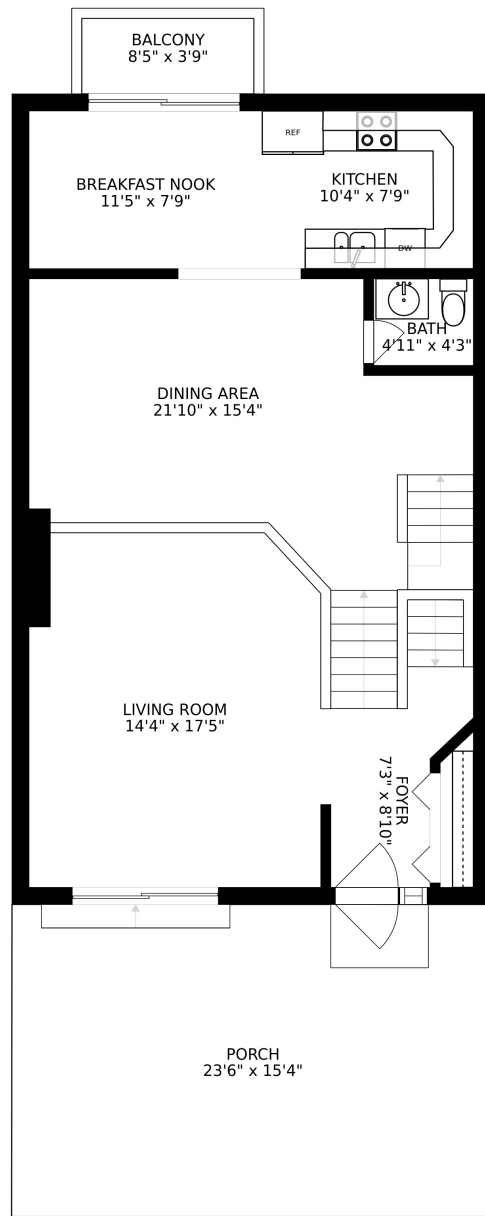 BALCONY
8'5" x 3'9"
REF
BREAKFAST NOOK
11'5" x 7'9"
KITCHEN
10'4" x 7'9"
DW
BATH
4'11" x 4'3"
DINING AREA
21'10" x 15'4"
LIVING ROOM
14'4" x 17'5"
FOYER
7'3" x 8'10"
PORCH
23'6" x 15'4"